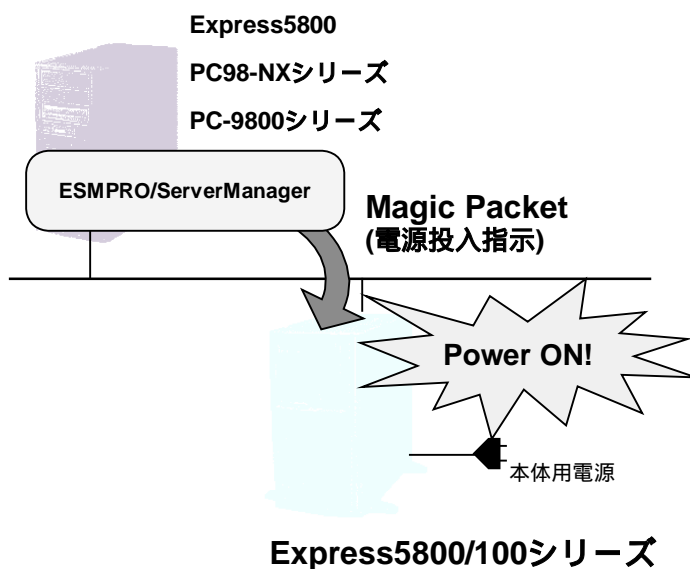 Express5800
PC98-NXシリーズ
PC-9800シリーズ
ESMPRO/ServerManager
Magic Packet
(電源投入指示)
Power ON!
本体用電源
Express5800/100シリーズ